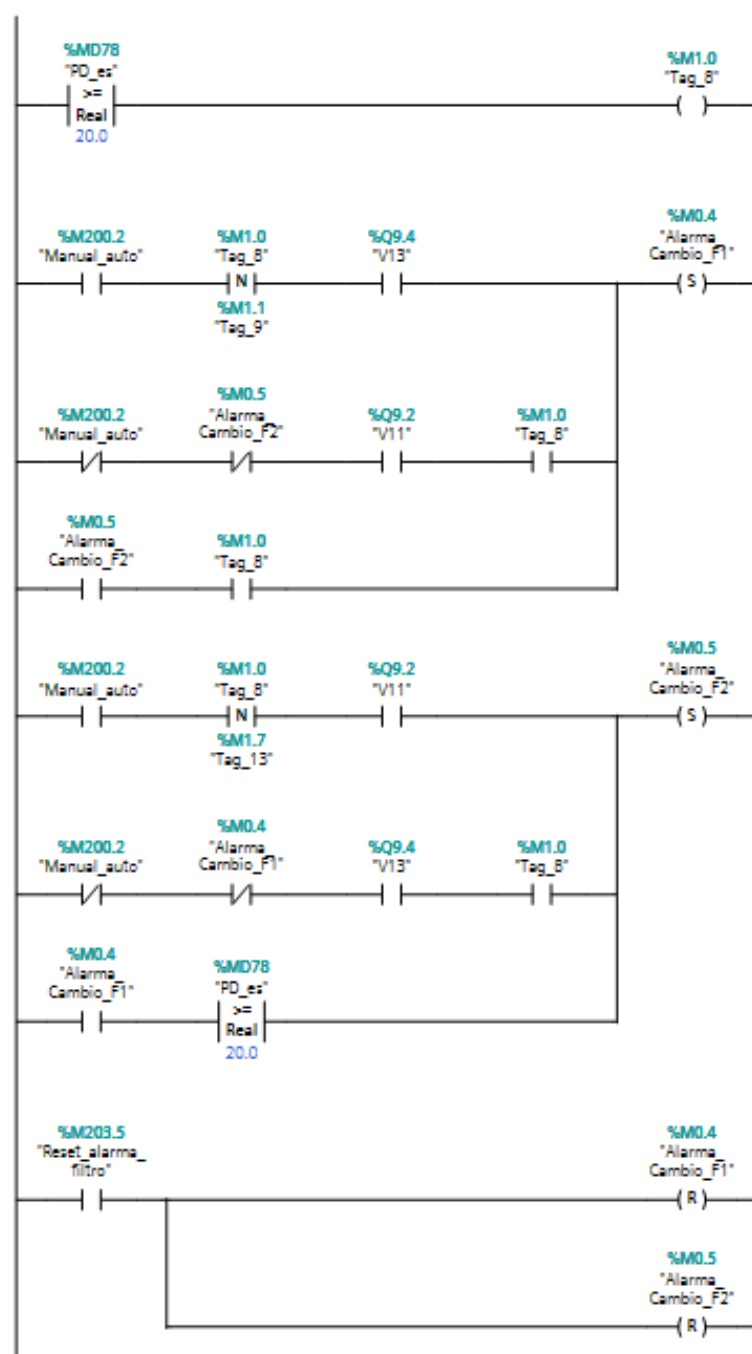 %MD78
"PD_es"
>=
Real
20.0
%M1.0
"Tag_8"
%M200.2
"Manual_auto"
%M1.0
"Tag_8"
N
%M1.1
"Tag_9"
%Q9.4
"V13"
%M0.4
"Alarma_
Cambio_F1"
S
%M200.2
"Manual_auto"
%M0.5
"Alarma_
Cambio_F2"
%Q9.2
"V11"
%M1.0
"Tag_8"
%M0.5
"Alarma_
Cambio_F2"
%M1.0
"Tag_8"
%M200.2
"Manual_auto"
%M1.0
"Tag_8"
N
%M1.7
"Tag_13"
%Q9.2
"V11"
%M0.5
"Alarma_
Cambio_F2"
S
%M200.2
"Manual_auto"
%M0.4
"Alarma_
Cambio_F1"
%Q9.4
"V13"
%M1.0
"Tag_8"
%M0.4
"Alarma_
Cambio_F1"
%MD78
"PD_es"
>=
Real
20.0
%M203.5
"Reset_alarma_
filtro"
%M0.4
"Alarma_
Cambio_F1"
R
%M0.5
"Alarma_
Cambio_F2"
R